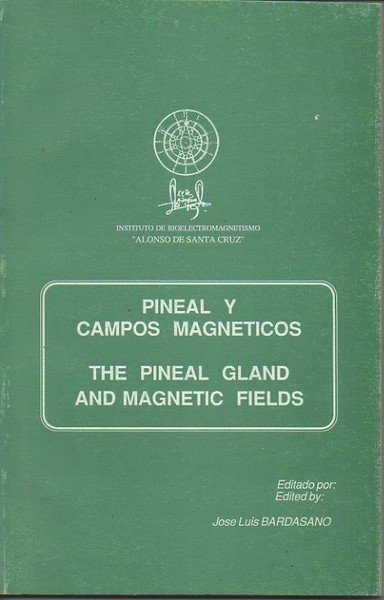 INSTITUTO DE BIOELECTROMAGNETISMO
"ALONSO DE SANTA CRUZ"
PINEAL Y
CAMPOS MAGNETICOS
THE PINEAL GLAND
AND MAGNETIC FIELDS
Editado por:
Edited by:
Jose Luis BARDASANO